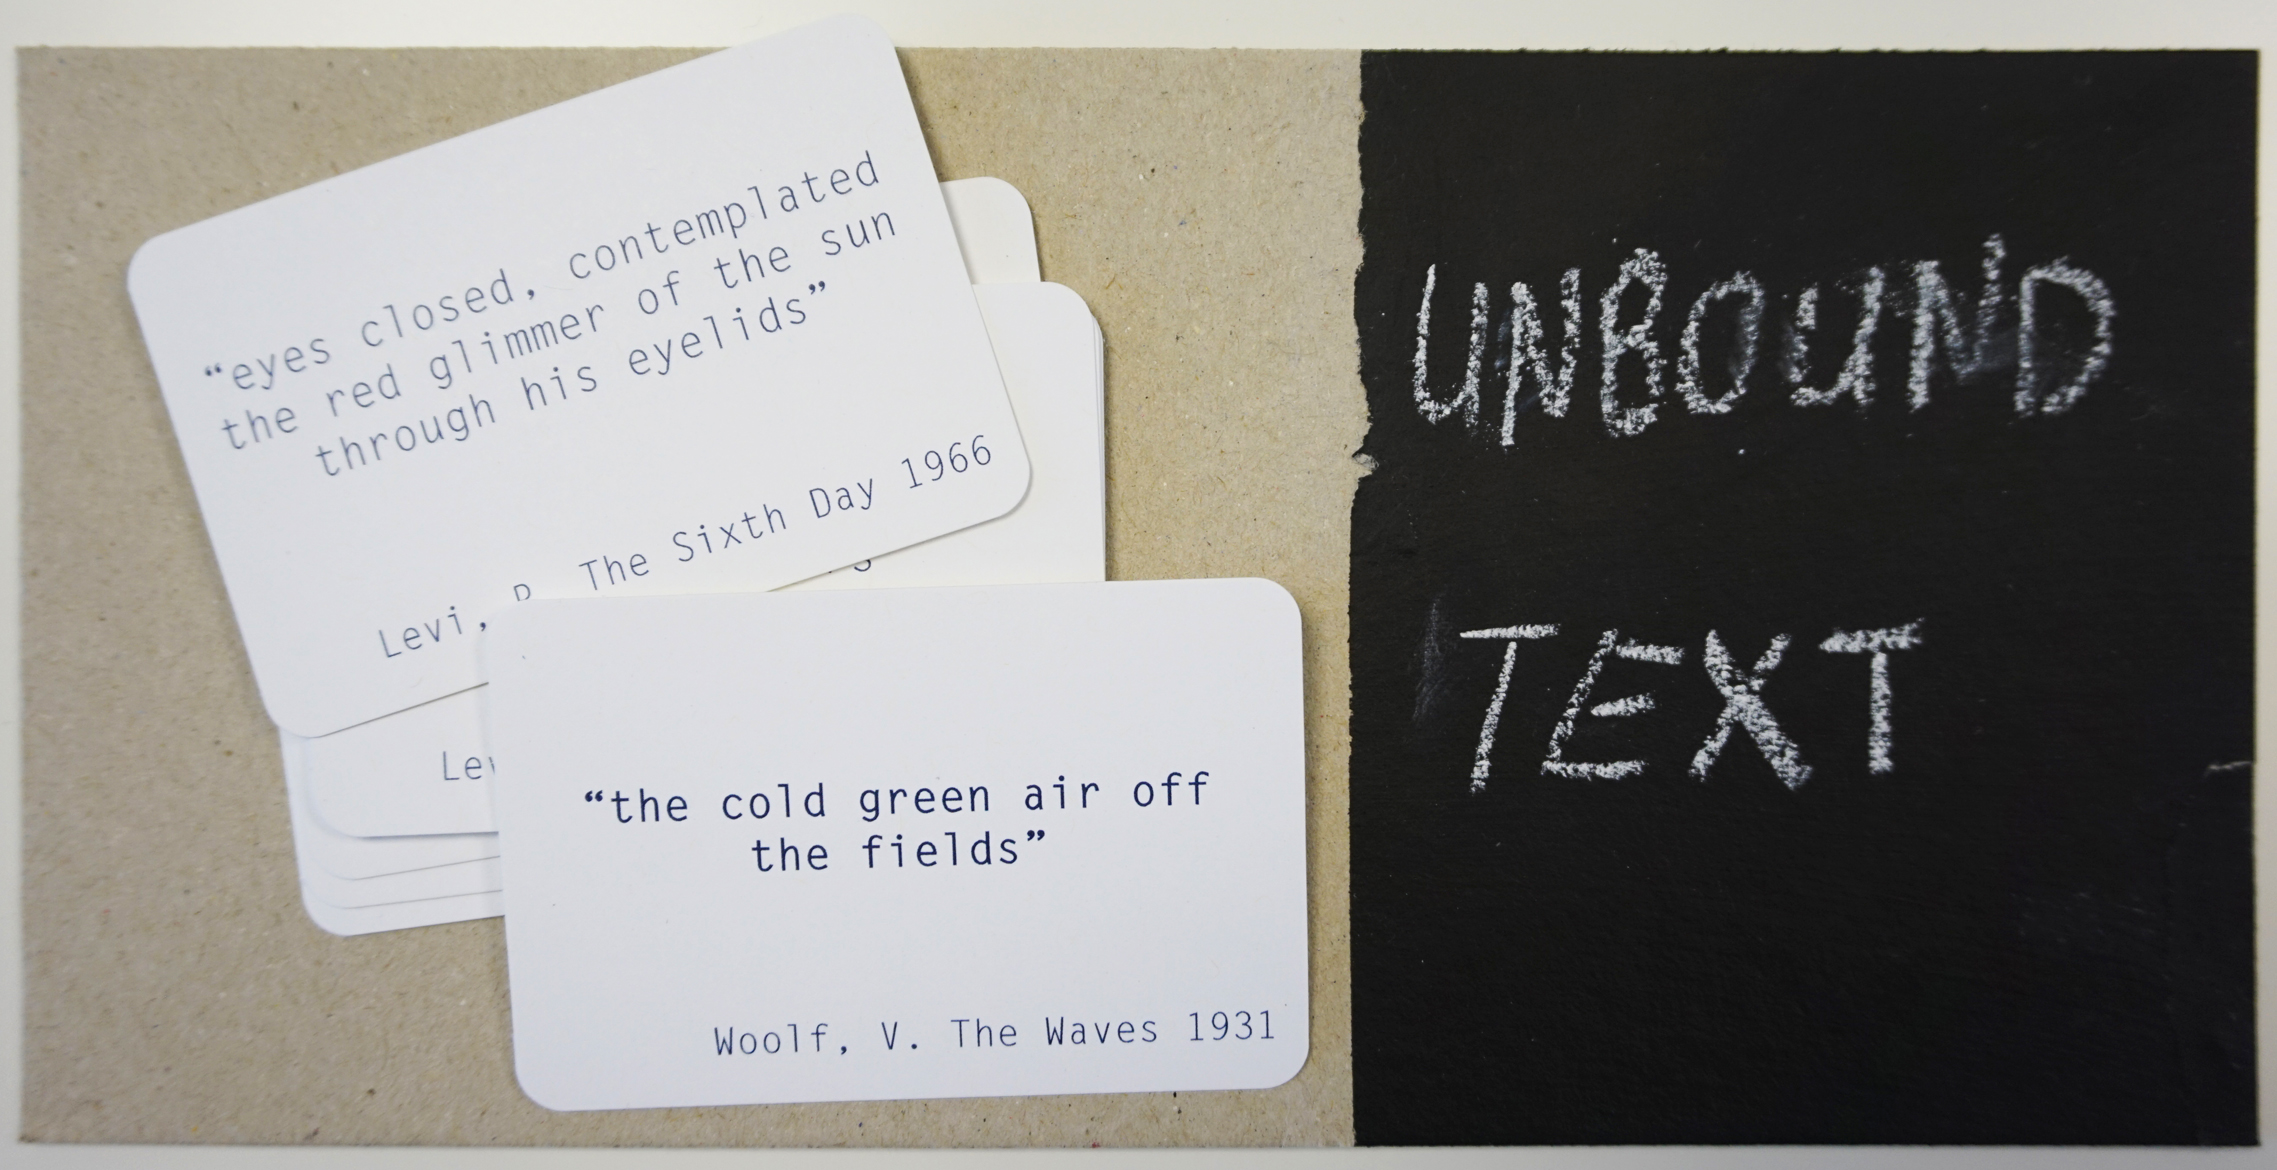 “eyes closed, contemplated
the red glimmer of the sun
through his eyelids”
Levi, P. The Sixth Day 1966
Lev
“the cold green air off
the fields”
Woolf, V. The Waves 1931
UNBOUND
TEXT